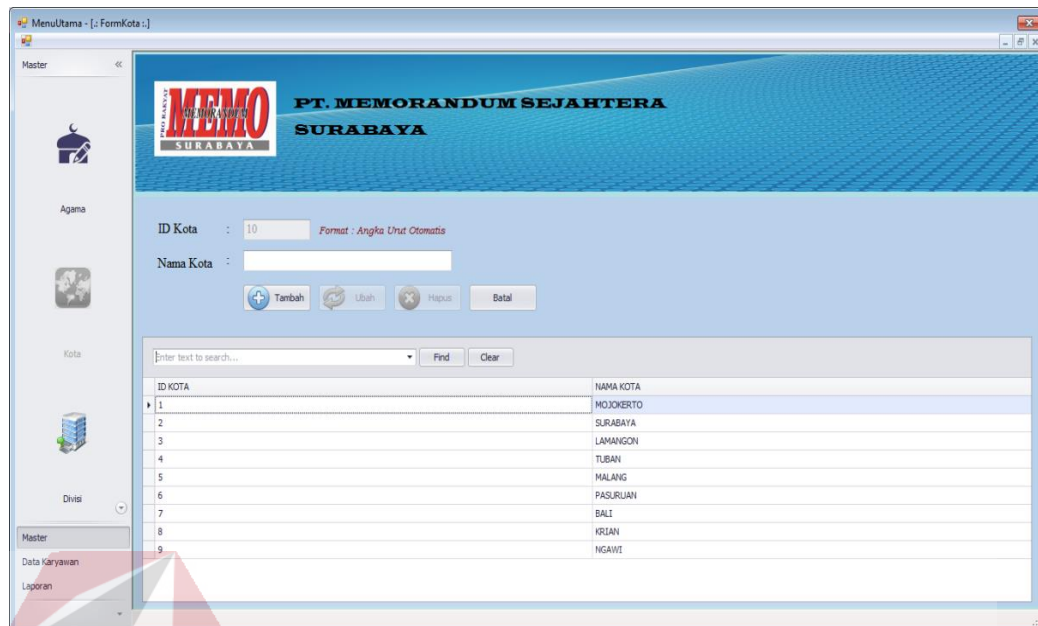 MenuUtama - [.: FormKota :.]
Master
Agama
Kota
Divisi
Master
Data Karyawan
Laporan
PRO RAKYAT
MEMO
MEMORANDUM
SURABAYA
PT. MEMORANDUM SEJAHTERA
SURABAYA
ID Kota : 10 Format : Angka Urut Otomatis
Nama Kota :
Tambah Ubah Hapus Batal
Enter text to search... Find Clear
ID KOTA NAMA KOTA
1 MOJOKERTO
2 SURABAYA
3 LAMANGON
4 TUBAN
5 MALANG
6 PASURUAN
7 BALI
8 KRIAN
9 NGAWI